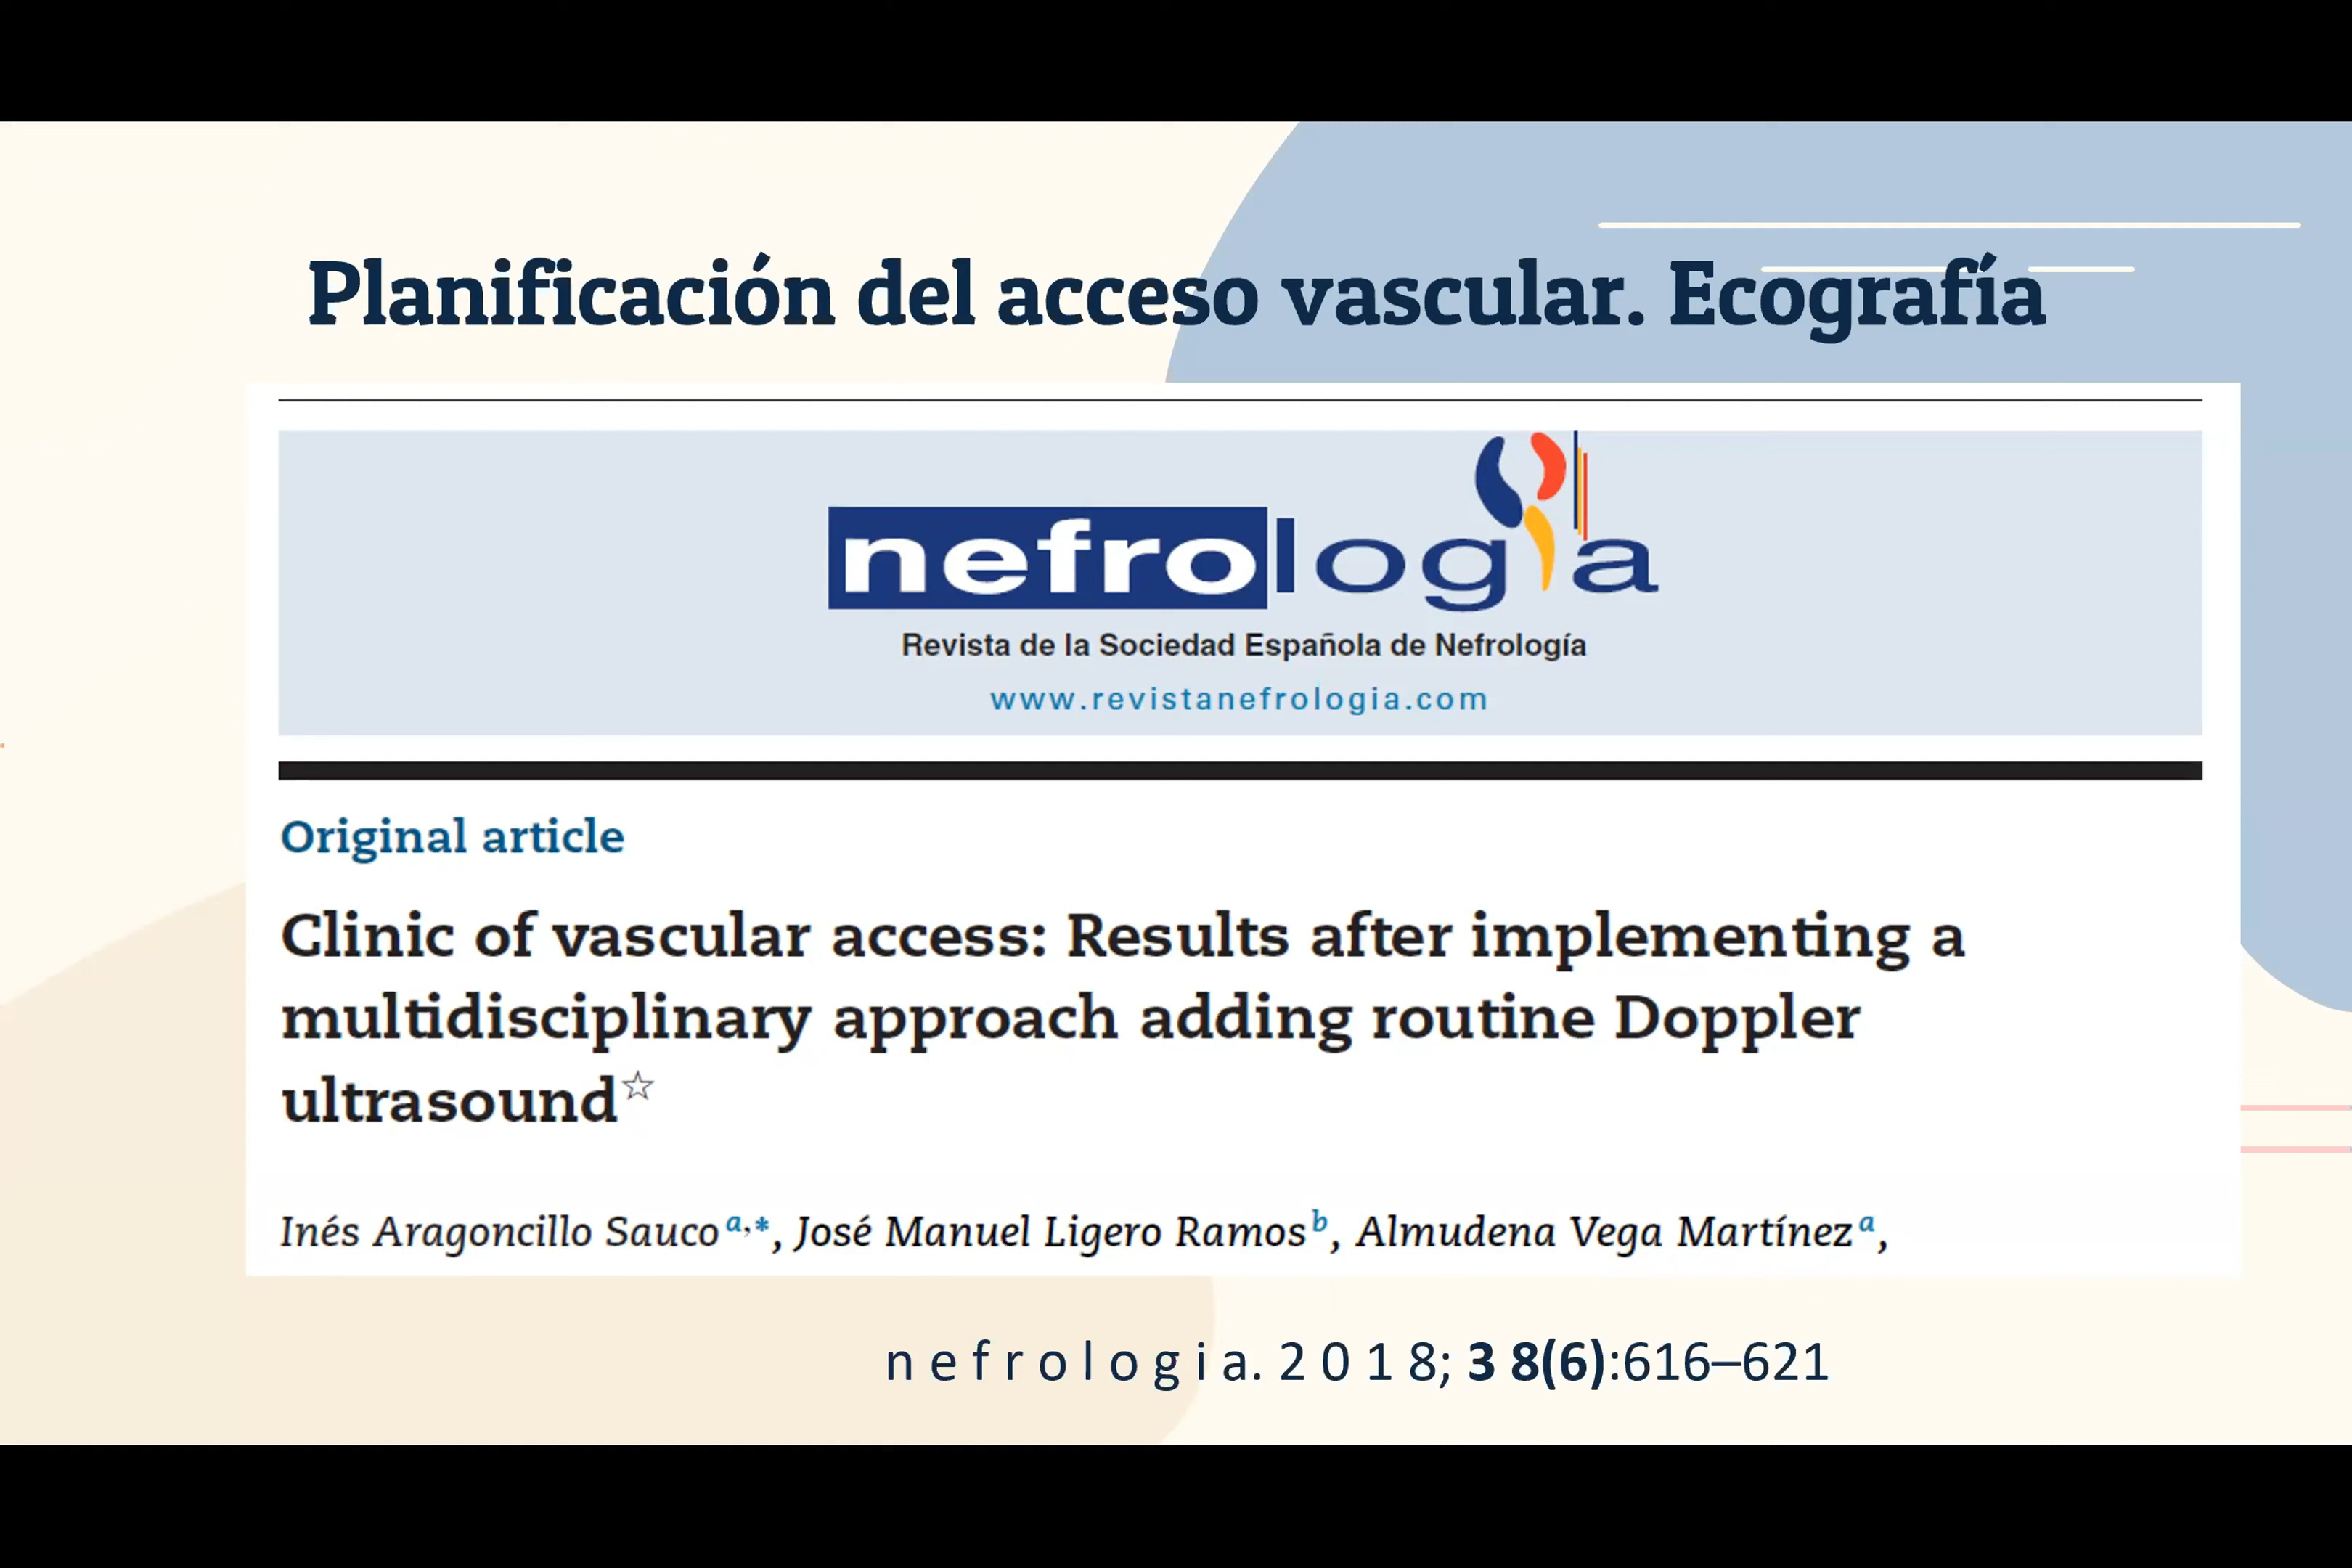 Planificación del acceso vascular. Ecografía
nefrología
Revista de la Sociedad Española de Nefrología
www.revistanefrologia.com
Original article
Clinic of vascular access: Results after implementing a
multidisciplinary approach adding routine Doppler
ultrasound☆
Inés Aragoncillo Sauco a,*, José Manuel Ligero Ramos b, Almudena Vega Martínez a,
n e f r o l o g i a. 2 0 1 8; 3 8(6):616–621